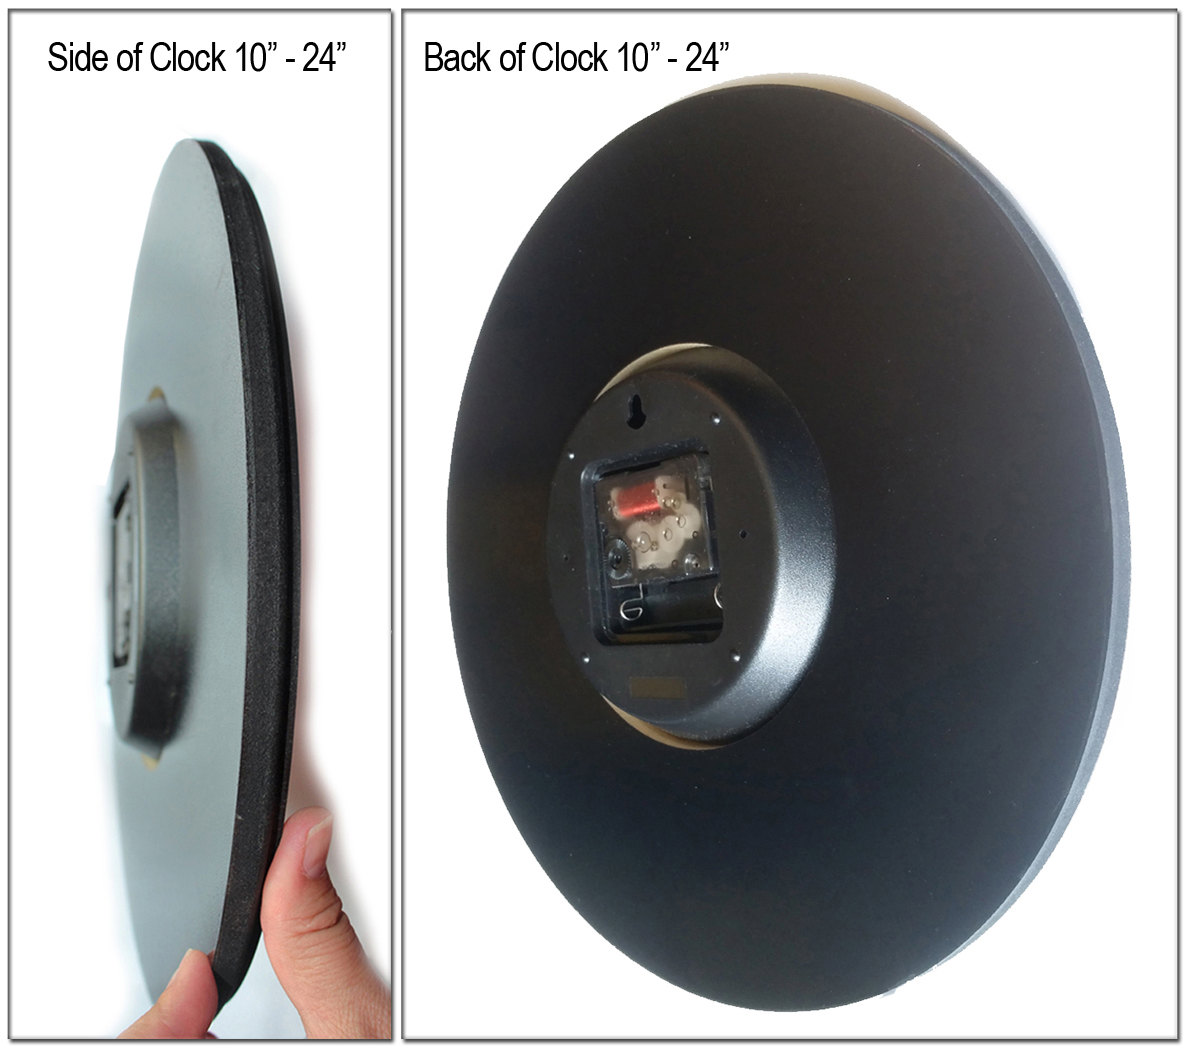 Side of Clock 10” - 24”
Back of Clock 10” - 24”